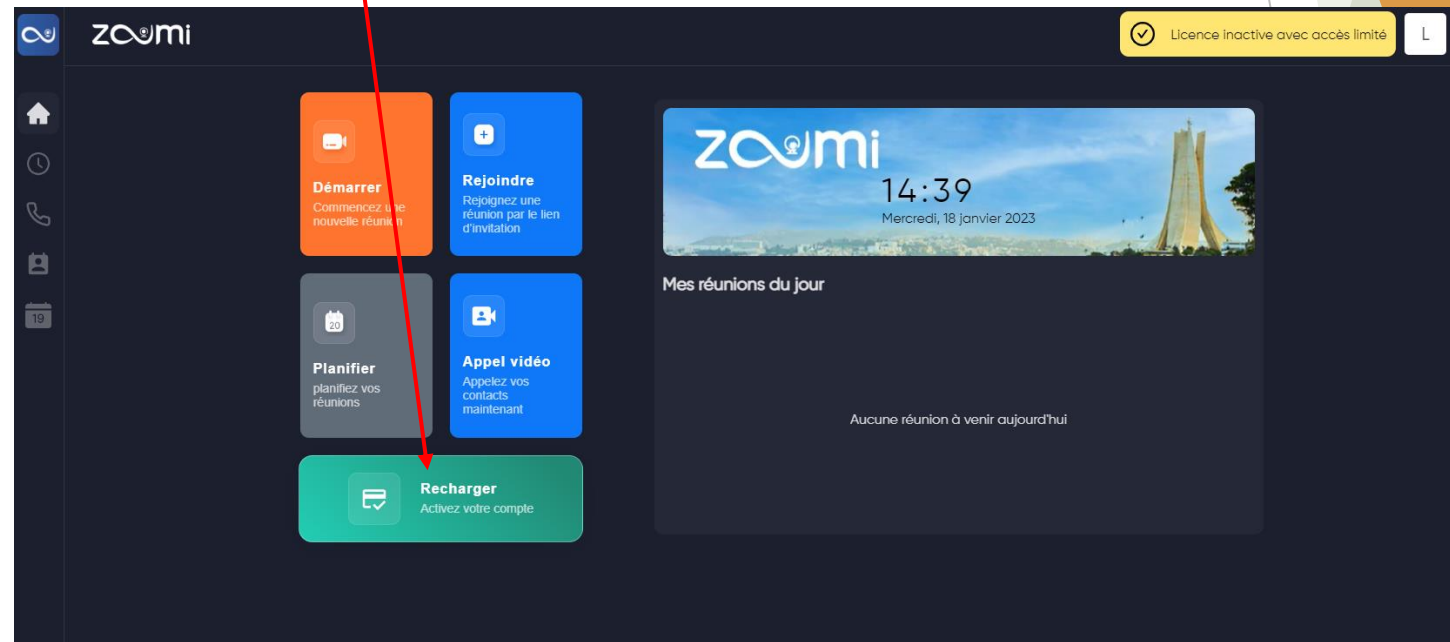 zoomi
Licence inactive avec accès limité
L
Démarrer
Commencez une
nouvelle réunion
Rejoindre
Rejoignez une
réunion par le lien
d'invitation
19
20
Planifier
planifiez vos
réunions
Appel vidéo
Appelez vos
contacts
maintenant
Recharger
Activez votre compte
zoomi
14:39
Mercredi, 18 janvier 2023
Mes réunions du jour
Aucune réunion à venir aujourd'hui